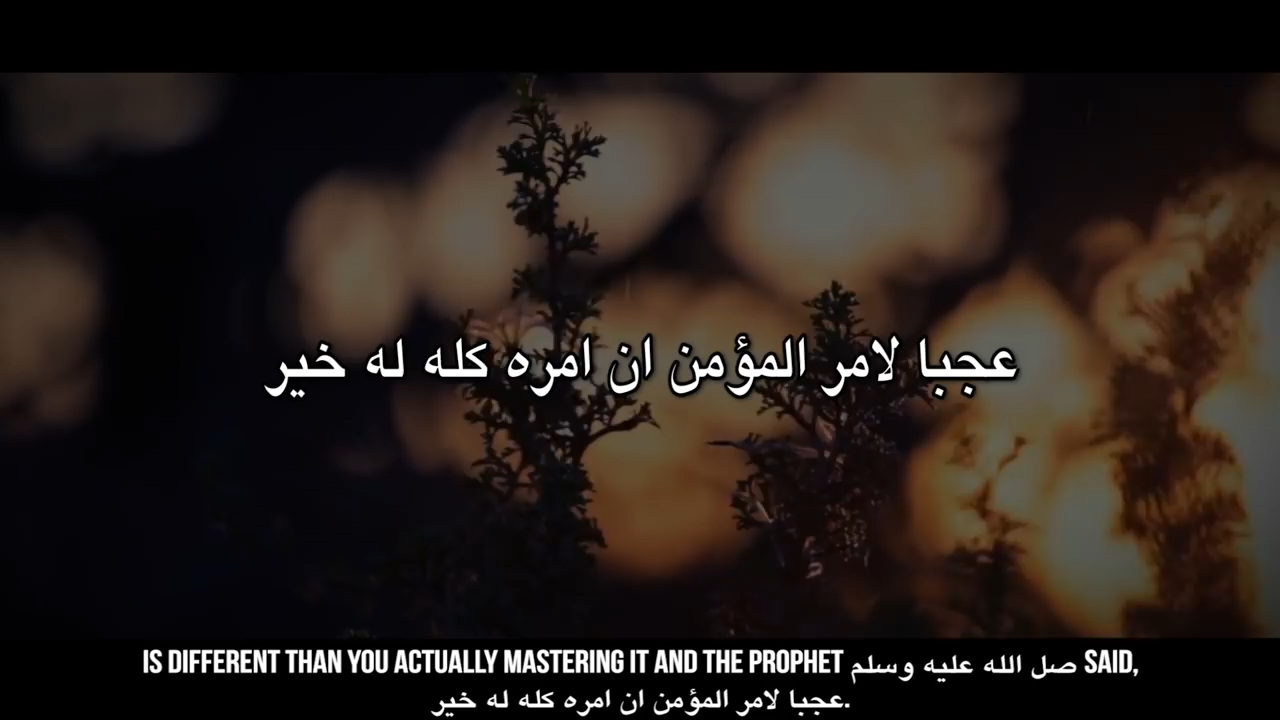 عجبا لامر المؤمن ان امره كله له خير
IS DIFFERENT THAN YOU ACTUALLY MASTERING IT AND THE PROPHET صل الله عليه وسلم SAID,
عجبا لامر المؤمن ان امره كله له خير.